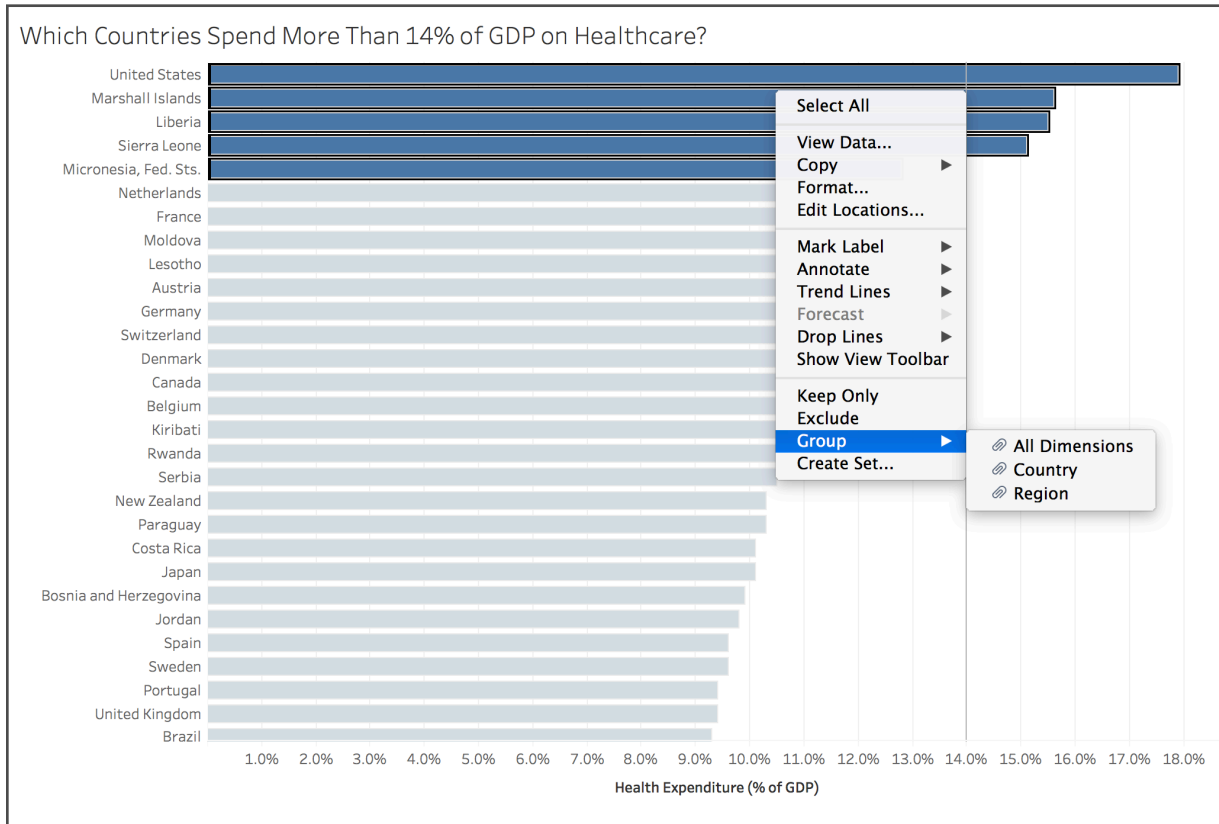 Which Countries Spend More Than 14% of GDP on Healthcare?
United States
Marshall Islands
Liberia
Sierra Leone
Micronesia, Fed. Sts.
Netherlands
France
Moldova
Lesotho
Austria
Germany
Switzerland
Denmark
Canada
Belgium
Kiribati
Rwanda
Serbia
New Zealand
Paraguay
Costa Rica
Japan
Bosnia and Herzegovina
Jordan
Spain
Sweden
Portugal
United Kingdom
Brazil
Select All
View Data...
Copy
Format...
Edit Locations...
Mark Label
Annotate
Trend Lines
Forecast
Drop Lines
Show View Toolbar
Keep Only
Exclude
Group
Create Set...
All Dimensions
Country
Region
1.0% 2.0% 3.0% 4.0% 5.0% 6.0% 7.0% 8.0% 9.0% 10.0% 11.0% 12.0% 13.0% 14.0% 15.0% 16.0% 17.0% 18.0%
Health Expenditure (% of GDP)